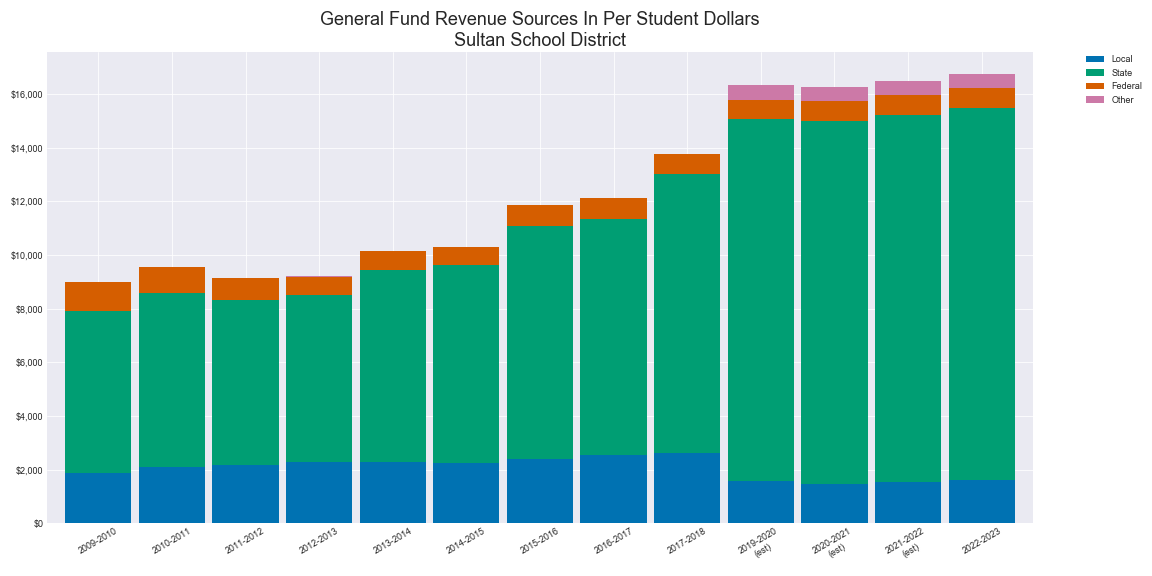 General Fund Revenue Sources In Per Student Dollars
Sultan School District
Local
State
Federal
Other
$16,000
$14,000
$12,000
$10,000
$8,000
$6,000
$4,000
$2,000
$0
2009-2010
2010-2011
2011-2012
2012-2013
2013-2014
2014-2015
2015-2016
2016-2017
2017-2018
2019-2020
(est)
2020-2021
(est)
2021-2022
(est)
2022-2023